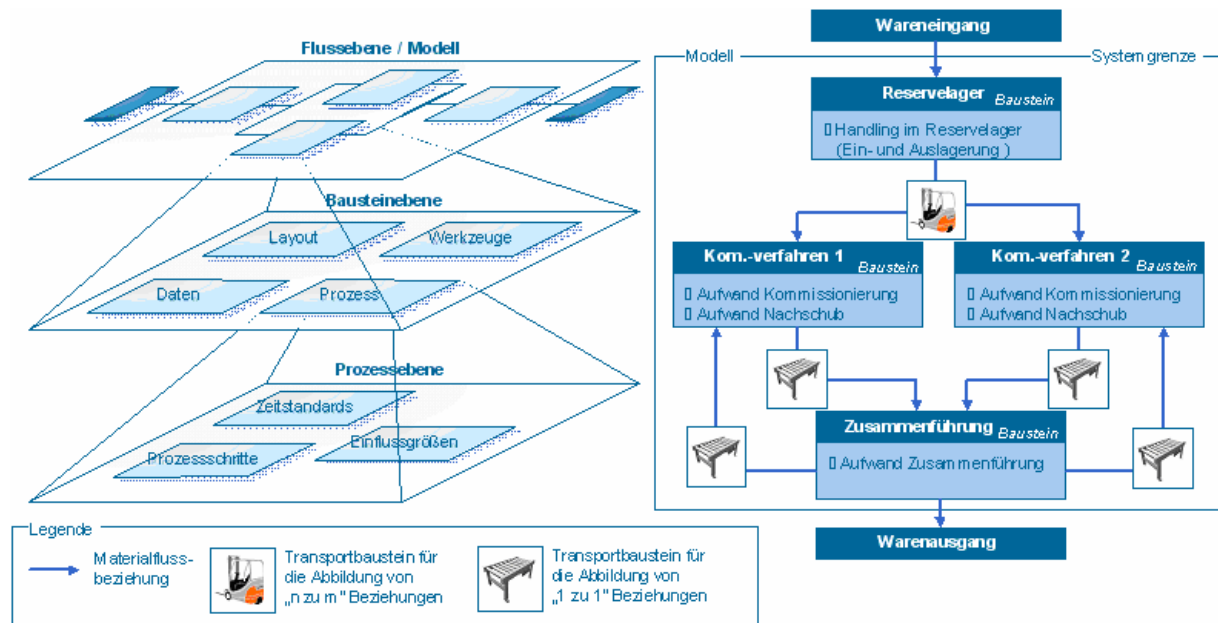 Flussebene / Modell
Bausteinebene
Layout
Werkzeuge
Daten
Prozess
Prozessebene
Zeitstandards
Einflussgrößen
Prozessschritte
Wareneingang
Modell
Systemgrenze
Reservelager
Baustein
▯ Handling im Reservelager
(Ein- und Auslagerung )
Kom.-verfahren 1
Baustein
▯ Aufwand Kommissionierung
▯ Aufwand Nachschub
Kom.-verfahren 2
Baustein
▯ Aufwand Kommissionierung
▯ Aufwand Nachschub
Zusammenführung
Baustein
▯ Aufwand Zusammenführung
Warenausgang
Legende
Materialfluss-
beziehung
Transportbaustein für
die Abbildung von
„n zu m" Beziehungen
Transportbaustein für
die Abbildung von
„1 zu 1" Beziehungen